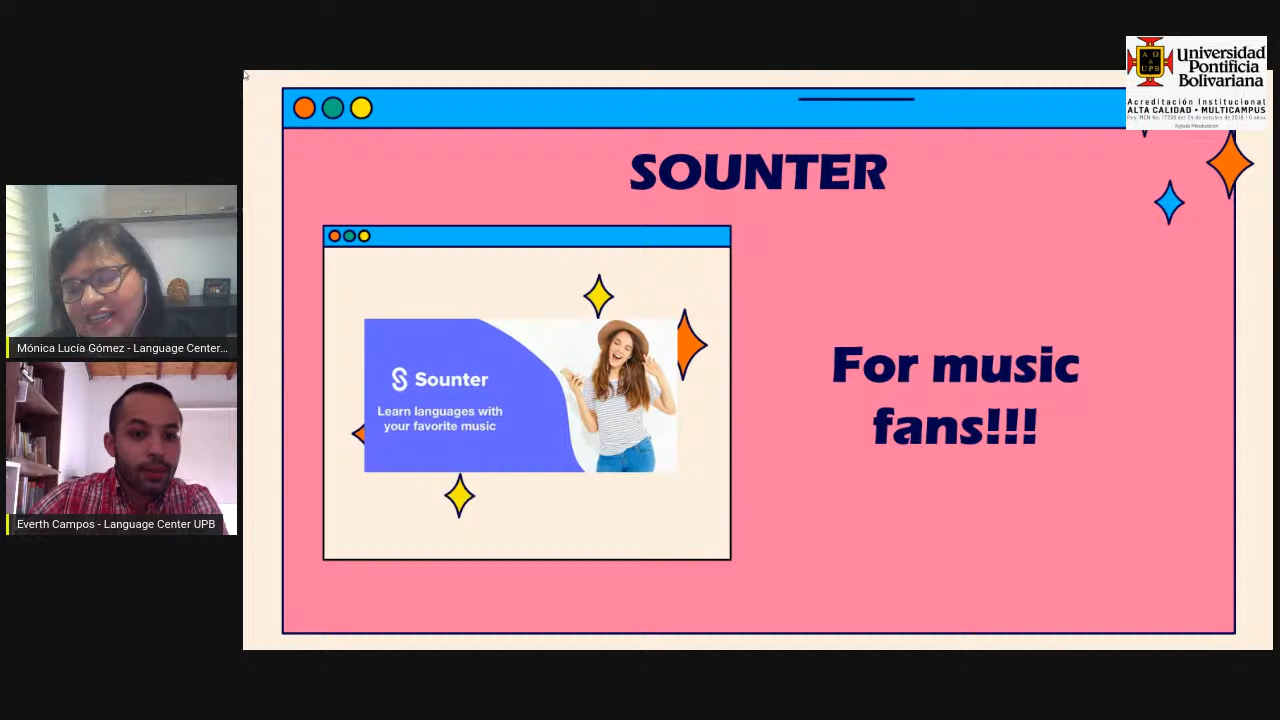 Universidad
Pontificia
Bolivariana
Acreditación Institucional
ALTA CALIDAD • MULTICAMPUS
SOUNTER
Sounter
Learn languages with
your favorite music
For music
fans!!!
Mónica Lucía Gómez - Language Center...
Everth Campos - Language Center UPB